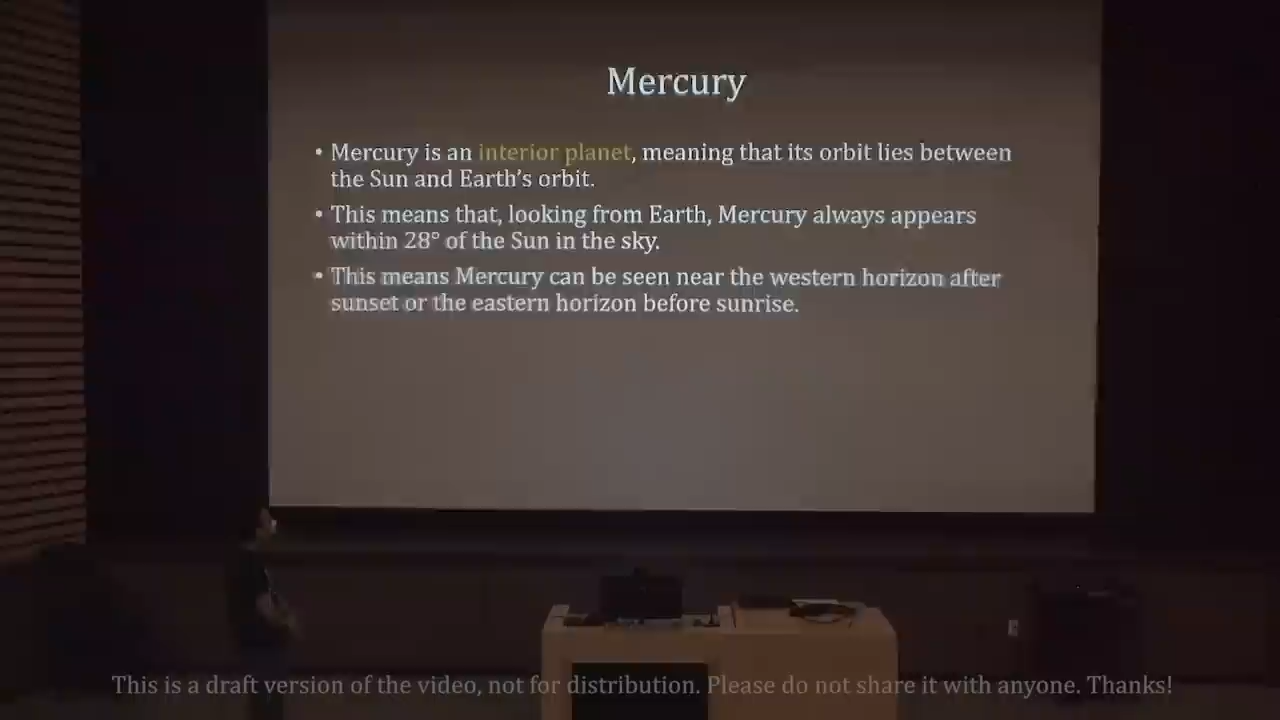 Mercury
• Mercury is an interior planet, meaning that its orbit lies between
the Sun and Earth's orbit.
• This means that, looking from Earth, Mercury always appears
within 28° of the Sun in the sky.
• This means Mercury can be seen near the western horizon after
sunset or the eastern horizon before sunrise.
This is a draft version of the video, not for distribution. Please do not share it with anyone. Thanks!